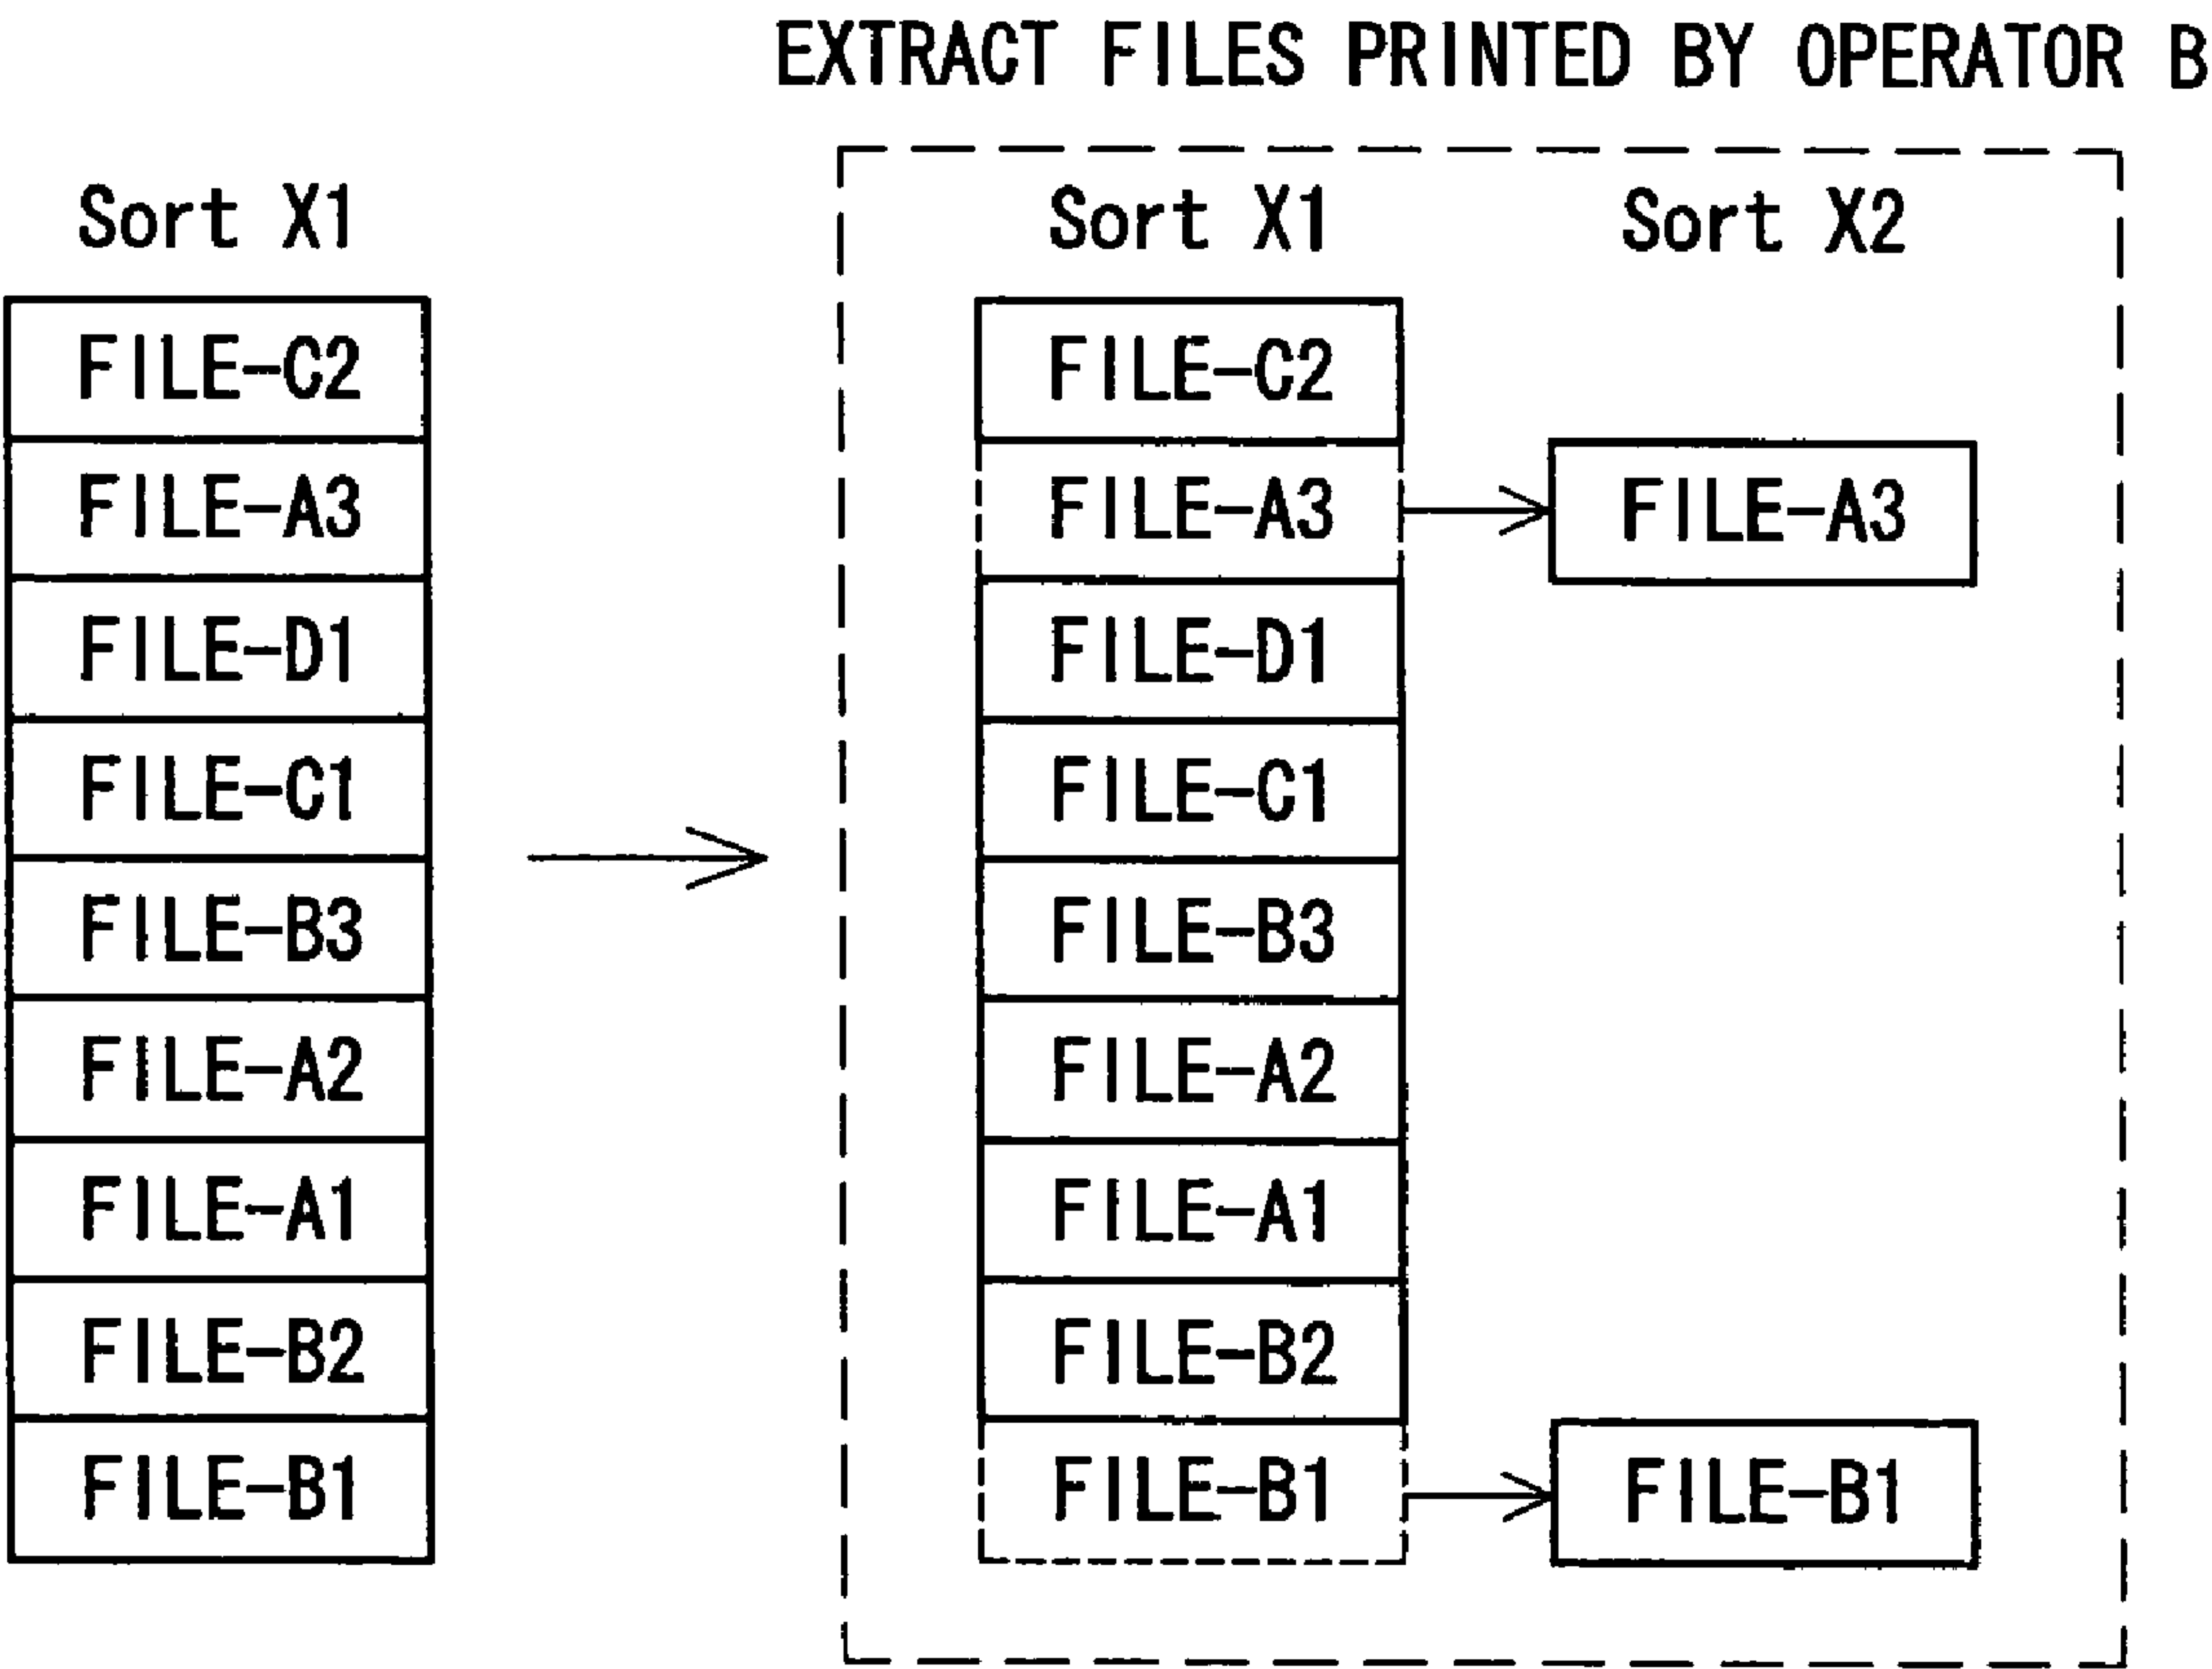 EXTRACT FILES PRINTED BY OPERATOR B
Sort X1
FILE-C2
FILE-A3
FILE-D1
FILE-C1
FILE-B3
FILE-A2
FILE-A1
FILE-B2
FILE-B1
Sort X1
FILE-C2
FILE-A3
FILE-D1
FILE-C1
FILE-B3
FILE-A2
FILE-A1
FILE-B2
FILE-B1
Sort X2
FILE-A3
FILE-B1